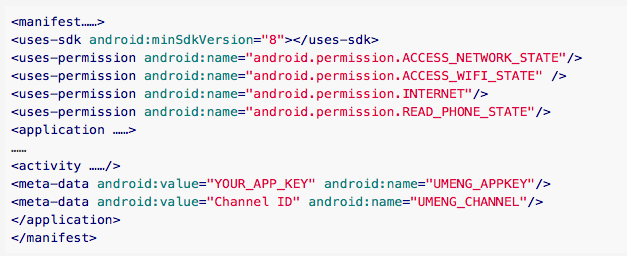 <manifest……>
<uses-sdk android:minSdkVersion="8"></uses-sdk>
<uses-permission android:name="android.permission.ACCESS_NETWORK_STATE"/>
<uses-permission android:name="android.permission.ACCESS_WIFI_STATE" />
<uses-permission android:name="android.permission.INTERNET"/>
<uses-permission android:name="android.permission.READ_PHONE_STATE"/>
<application ……>
……
<activity ……/>
<meta-data android:value="YOUR_APP_KEY" android:name="UMENG_APPKEY"/>
<meta-data android:value="Channel ID" android:name="UMENG_CHANNEL"/>
</application>
</manifest>